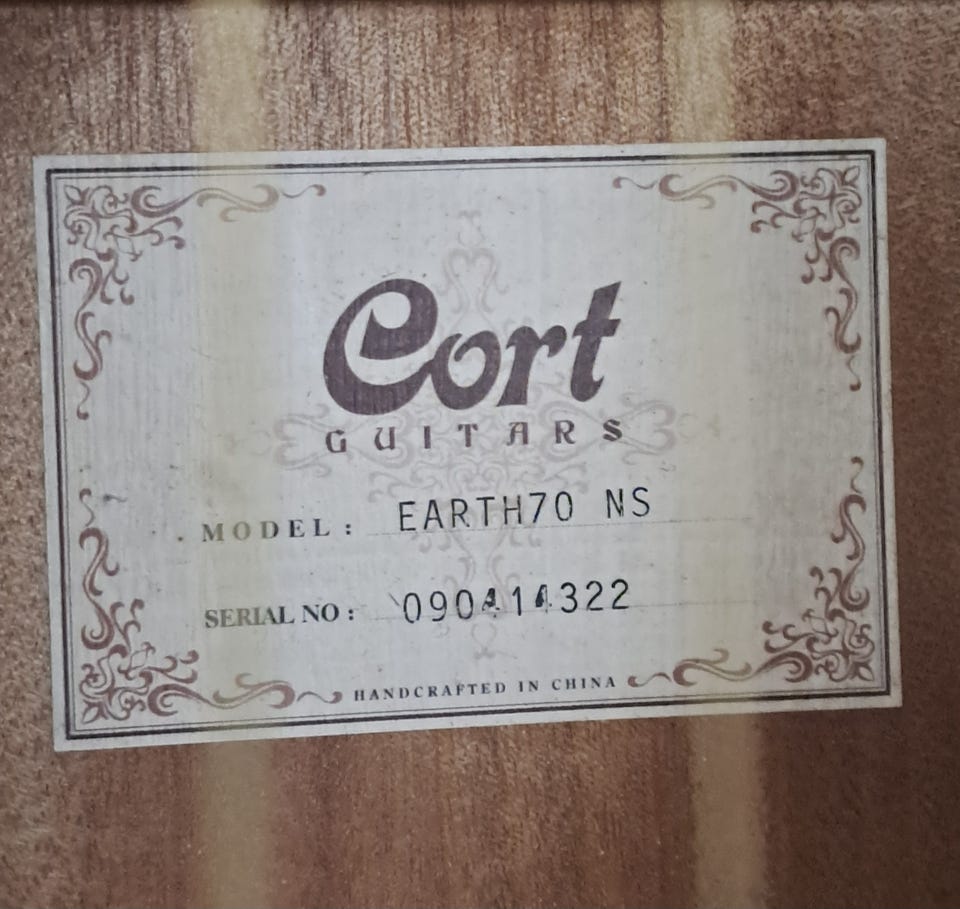 Cort
GUITARS
MODEL : EARTH70 NS
SERIAL NO : 090414322
HANDCRAFTED IN CHINA